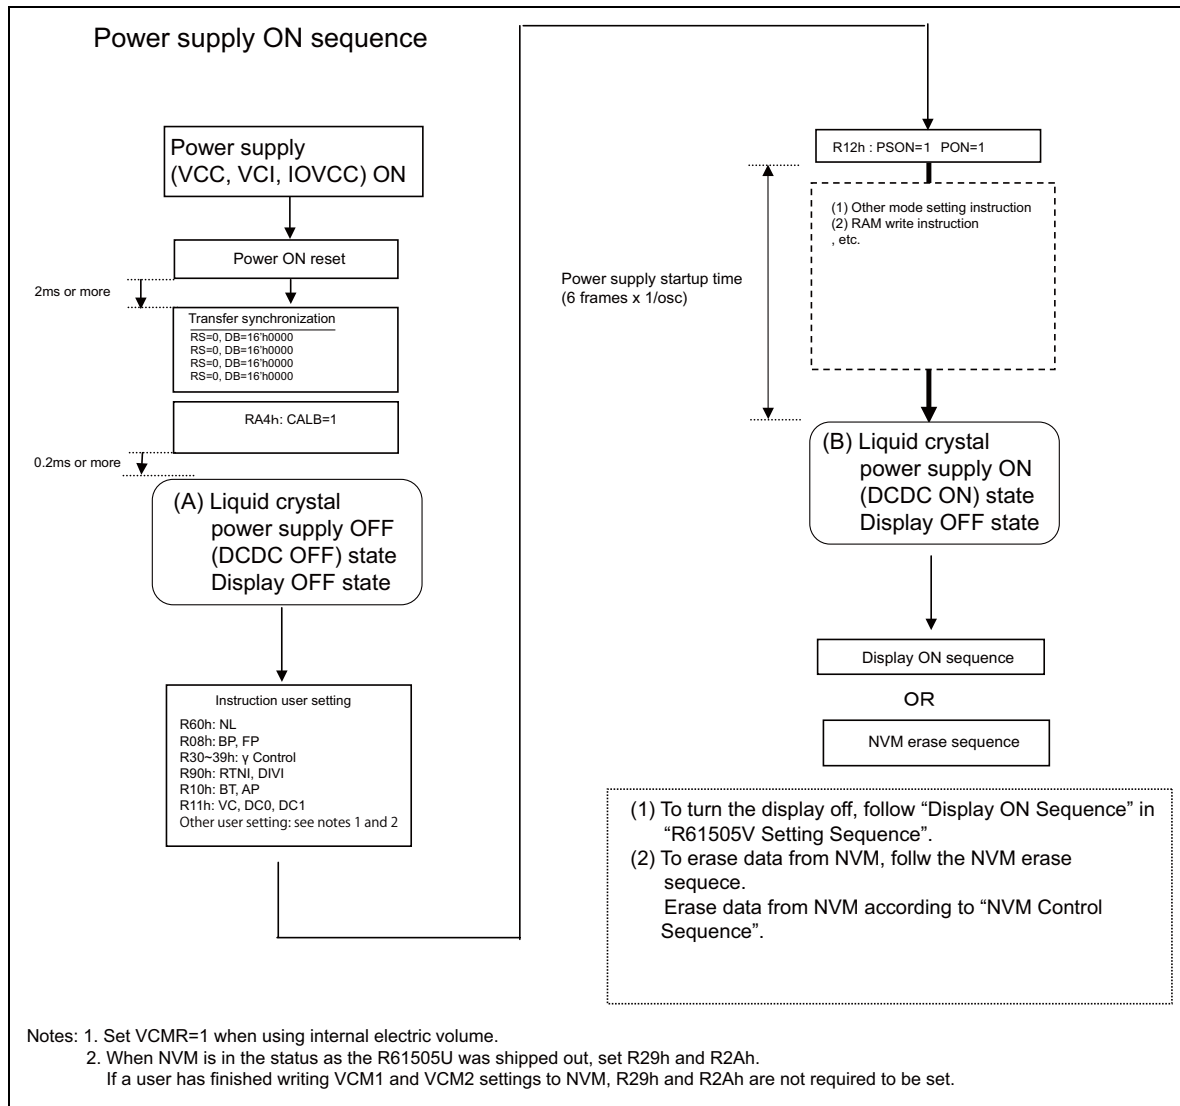 Power supply ON sequence
Power supply
(VCC, VCI, IOVCC) ON
Power ON reset
2ms or more
Transfer synchronization
RS=0, DB=16'h0000
RS=0, DB=16'h0000
RS=0, DB=16'h0000
RS=0, DB=16'h0000
RA4h: CALB=1
0.2ms or more
(A) Liquid crystal
power supply OFF
(DCDC OFF) state
Display OFF state
Instruction user setting
R60h: NL
R08h: BP, FP
R30~39h: γ Control
R90h: RTNI, DIVI
R10h: BT, AP
R11h: VC, DC0, DC1
Other user setting: see notes 1 and 2
R12h : PSON=1 PON=1
(1) Other mode setting instruction
(2) RAM write instruction
, etc.
Power supply startup time
(6 frames x 1/osc)
(B) Liquid crystal
power supply ON
(DCDC ON) state
Display OFF state
Display ON sequence
OR
NVM erase sequence
(1) To turn the display off, follow “Display ON Sequence” in
“R61505V Setting Sequence”.
(2) To erase data from NVM, follw the NVM erase
sequece.
Erase data from NVM according to “NVM Control
Sequence”.
Notes: 1. Set VCMR=1 when using internal electric volume.
2. When NVM is in the status as the R61505U was shipped out, set R29h and R2Ah.
If a user has finished writing VCM1 and VCM2 settings to NVM, R29h and R2Ah are not required to be set.